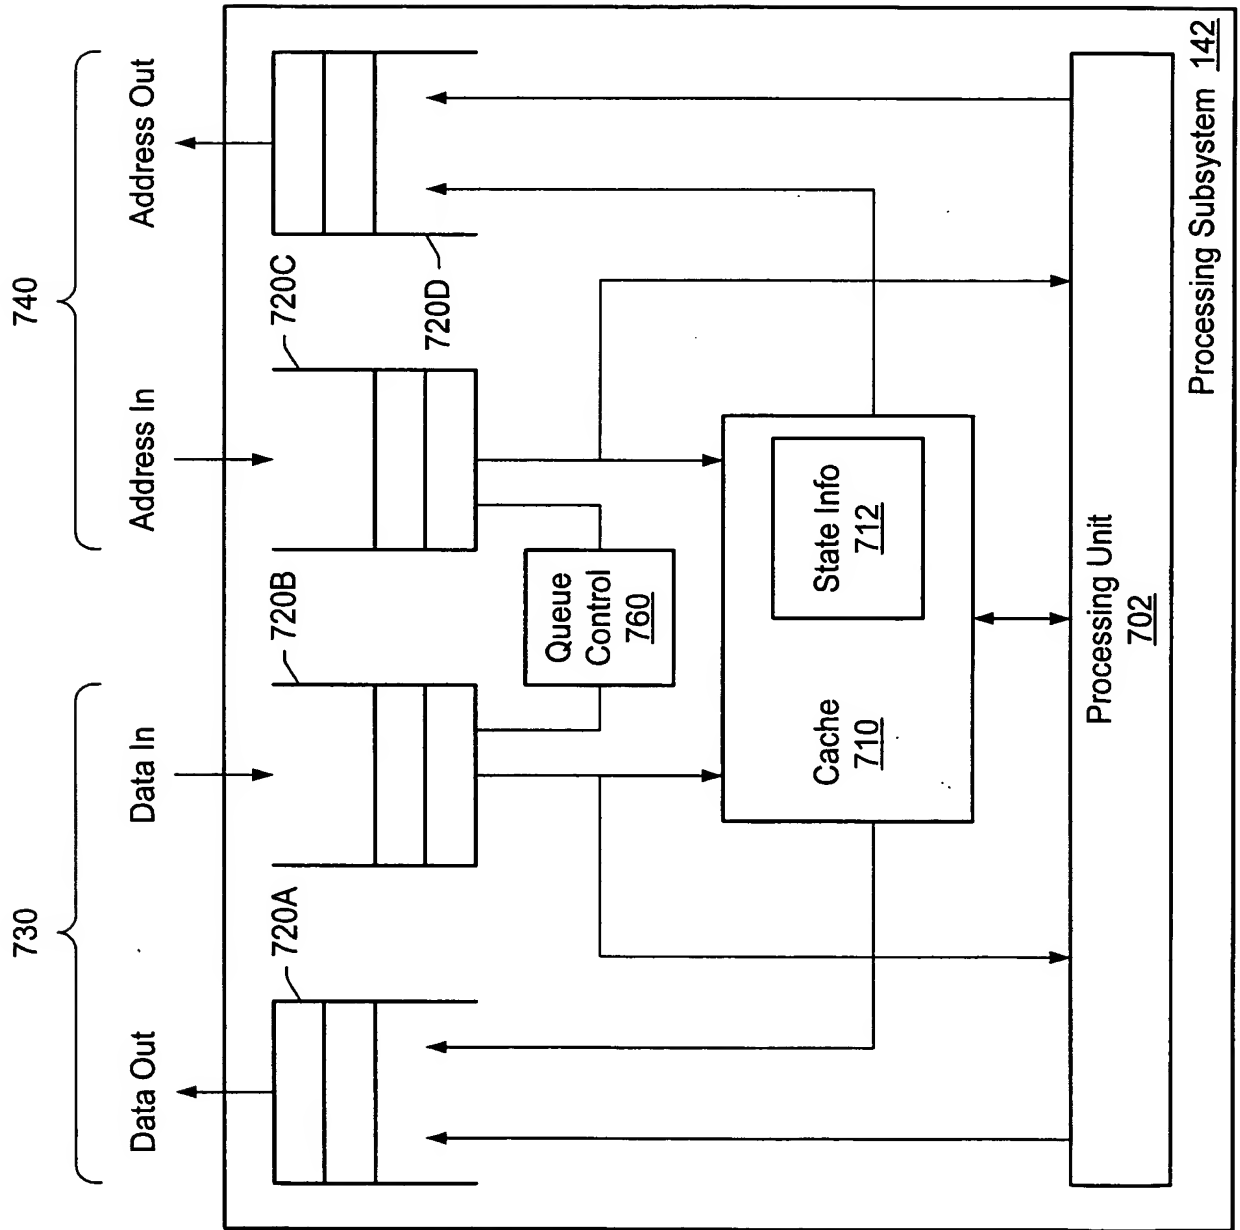 730
740
Data Out
Data In
Address In
Address Out
720A
720B
720C
720D
Queue
Control
760
Cache
710
State Info
712
Processing Unit
702
Processing Subsystem 142